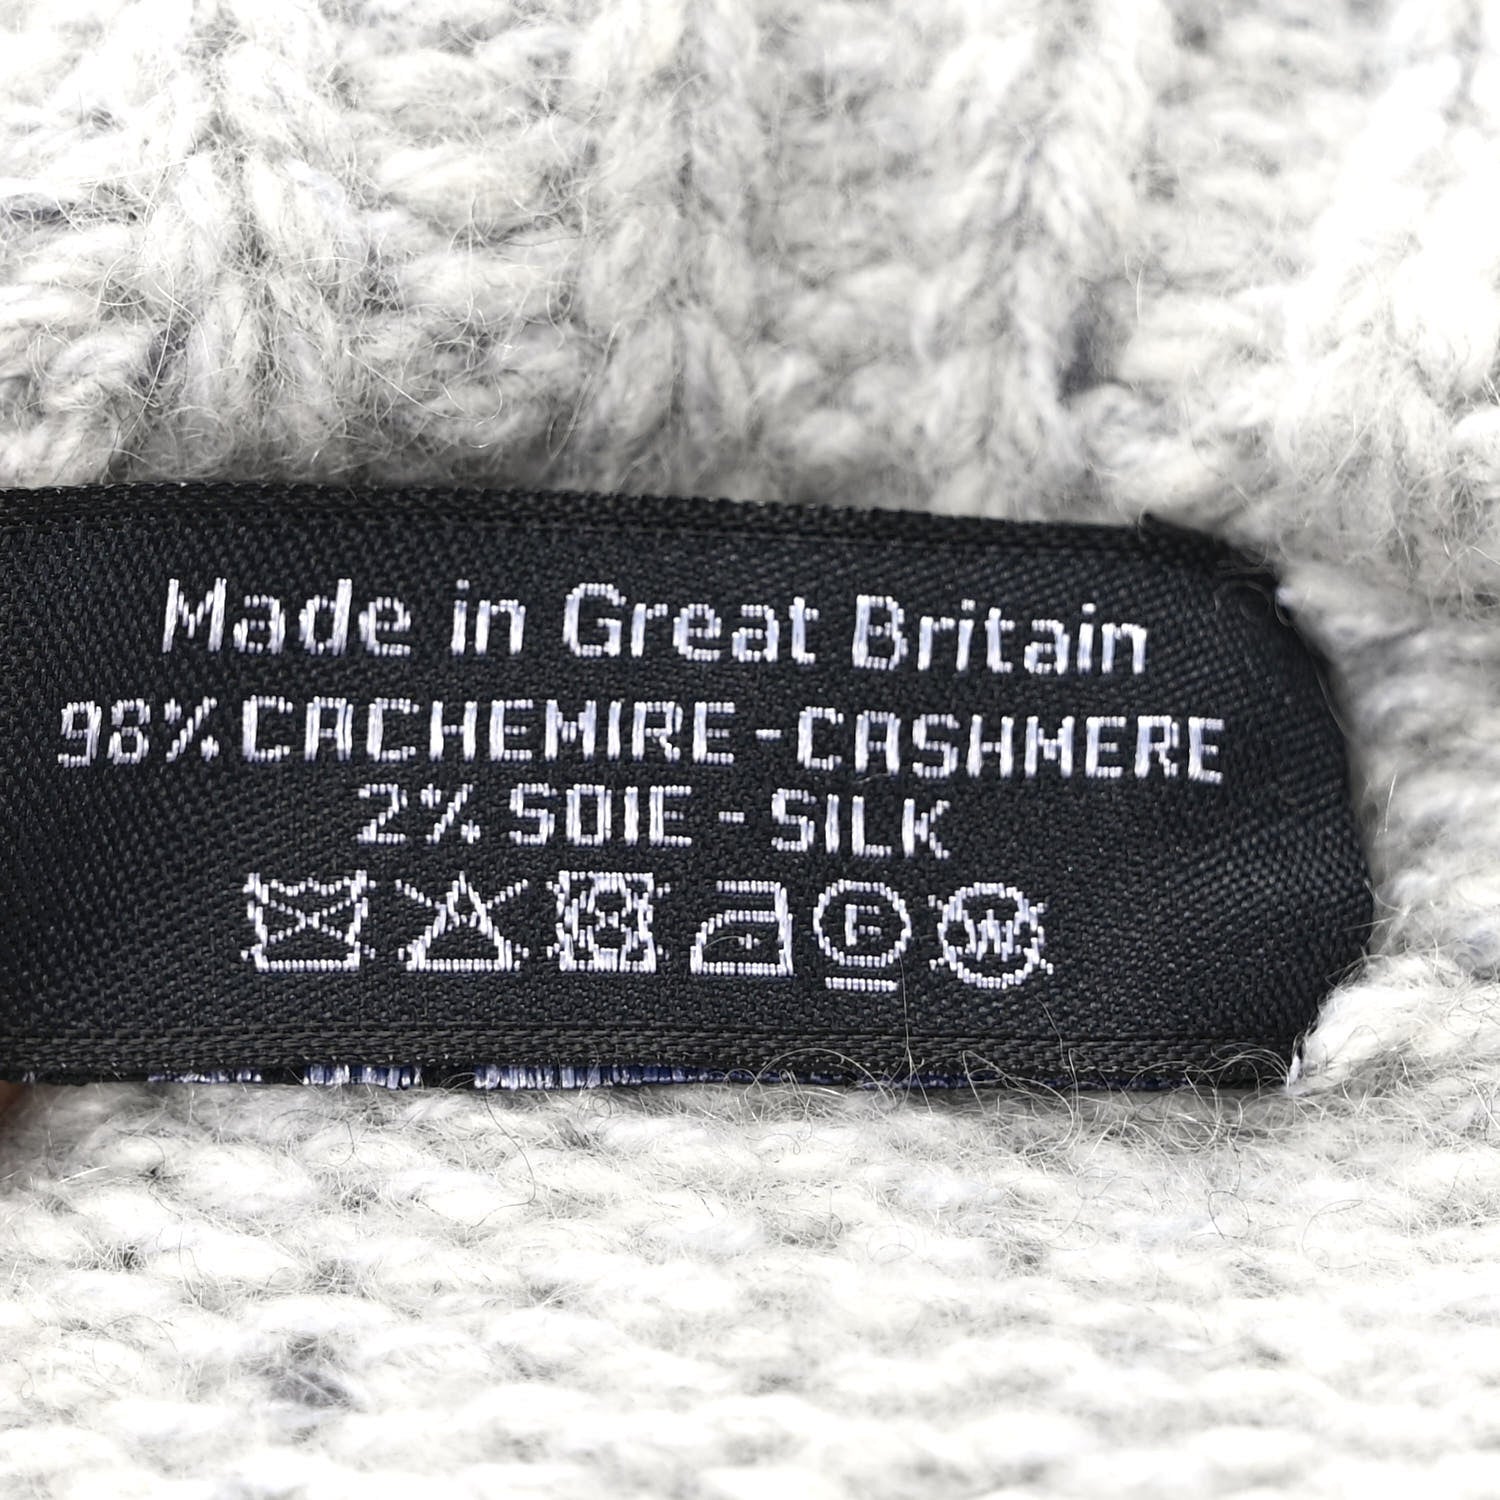 Made in Great Britain
98% CACHEMIRE - CASHMERE
2% SOIE - SILK
F W